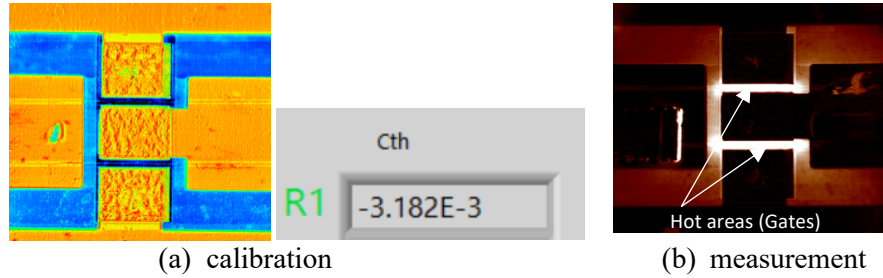 Cth
R1
-3.182E-3
Hot areas (Gates)
(a) calibration
(b) measurement